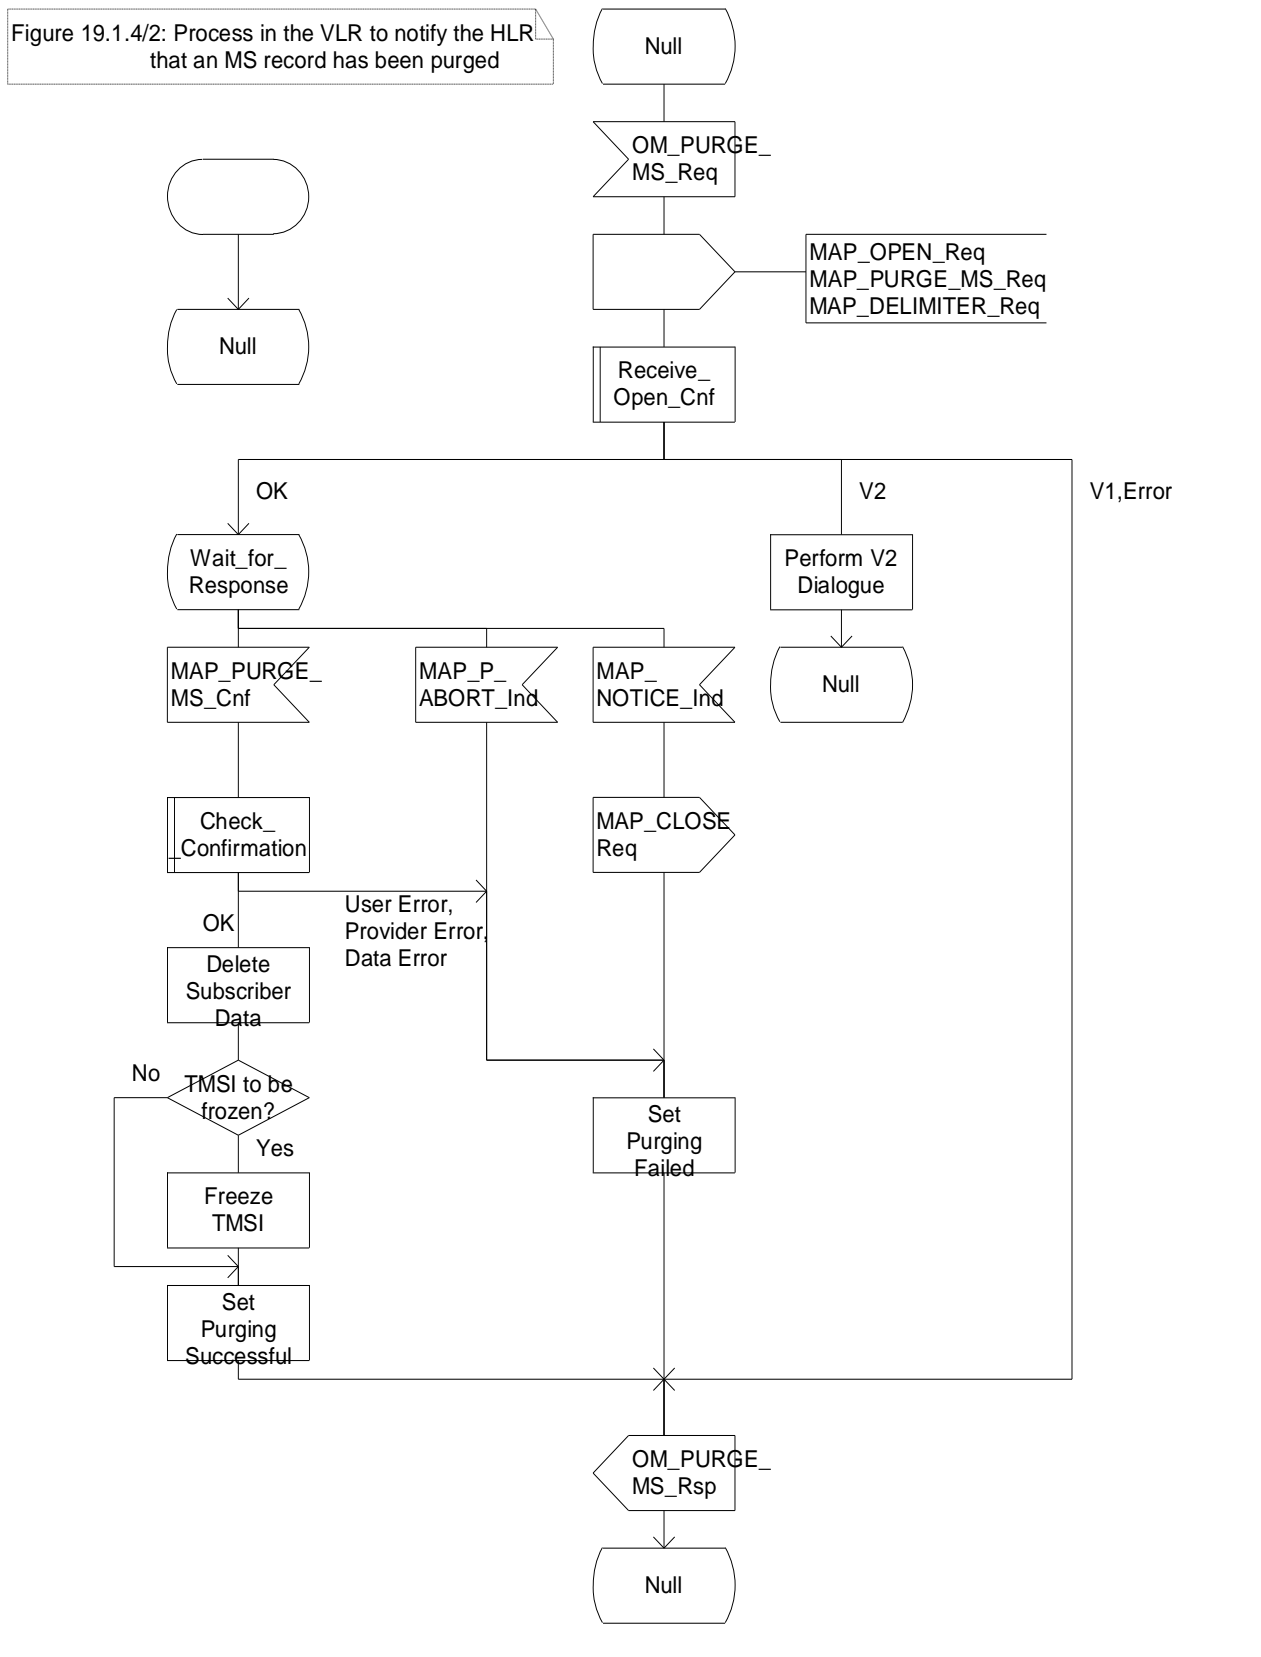 Figure 19.1.4/2: Process in the VLR to notify the HLR
that an MS record has been purged
Null
OM_PURGE_
MS_Req
MAP_OPEN_Req
MAP_PURGE_MS_Req
MAP_DELIMITER_Req
Null
Receive_
Open_Cnf
OK
V2
V1,Error
Wait_for_
Response
Perform V2
Dialogue
MAP_PURGE_
MS_Cnf
MAP_P_
ABORT_Ind
MAP_
NOTICE_Ind
Null
Check_
_Confirmation
MAP_CLOSE
Req
User Error,
Provider Error,
Data Error
OK
Delete
Subscriber
Data
No
TMSI to be
frozen?
Yes
Set
Purging
Failed
Freeze
TMSI
Set
Purging
Successful
OM_PURGE_
MS_Rsp
Null